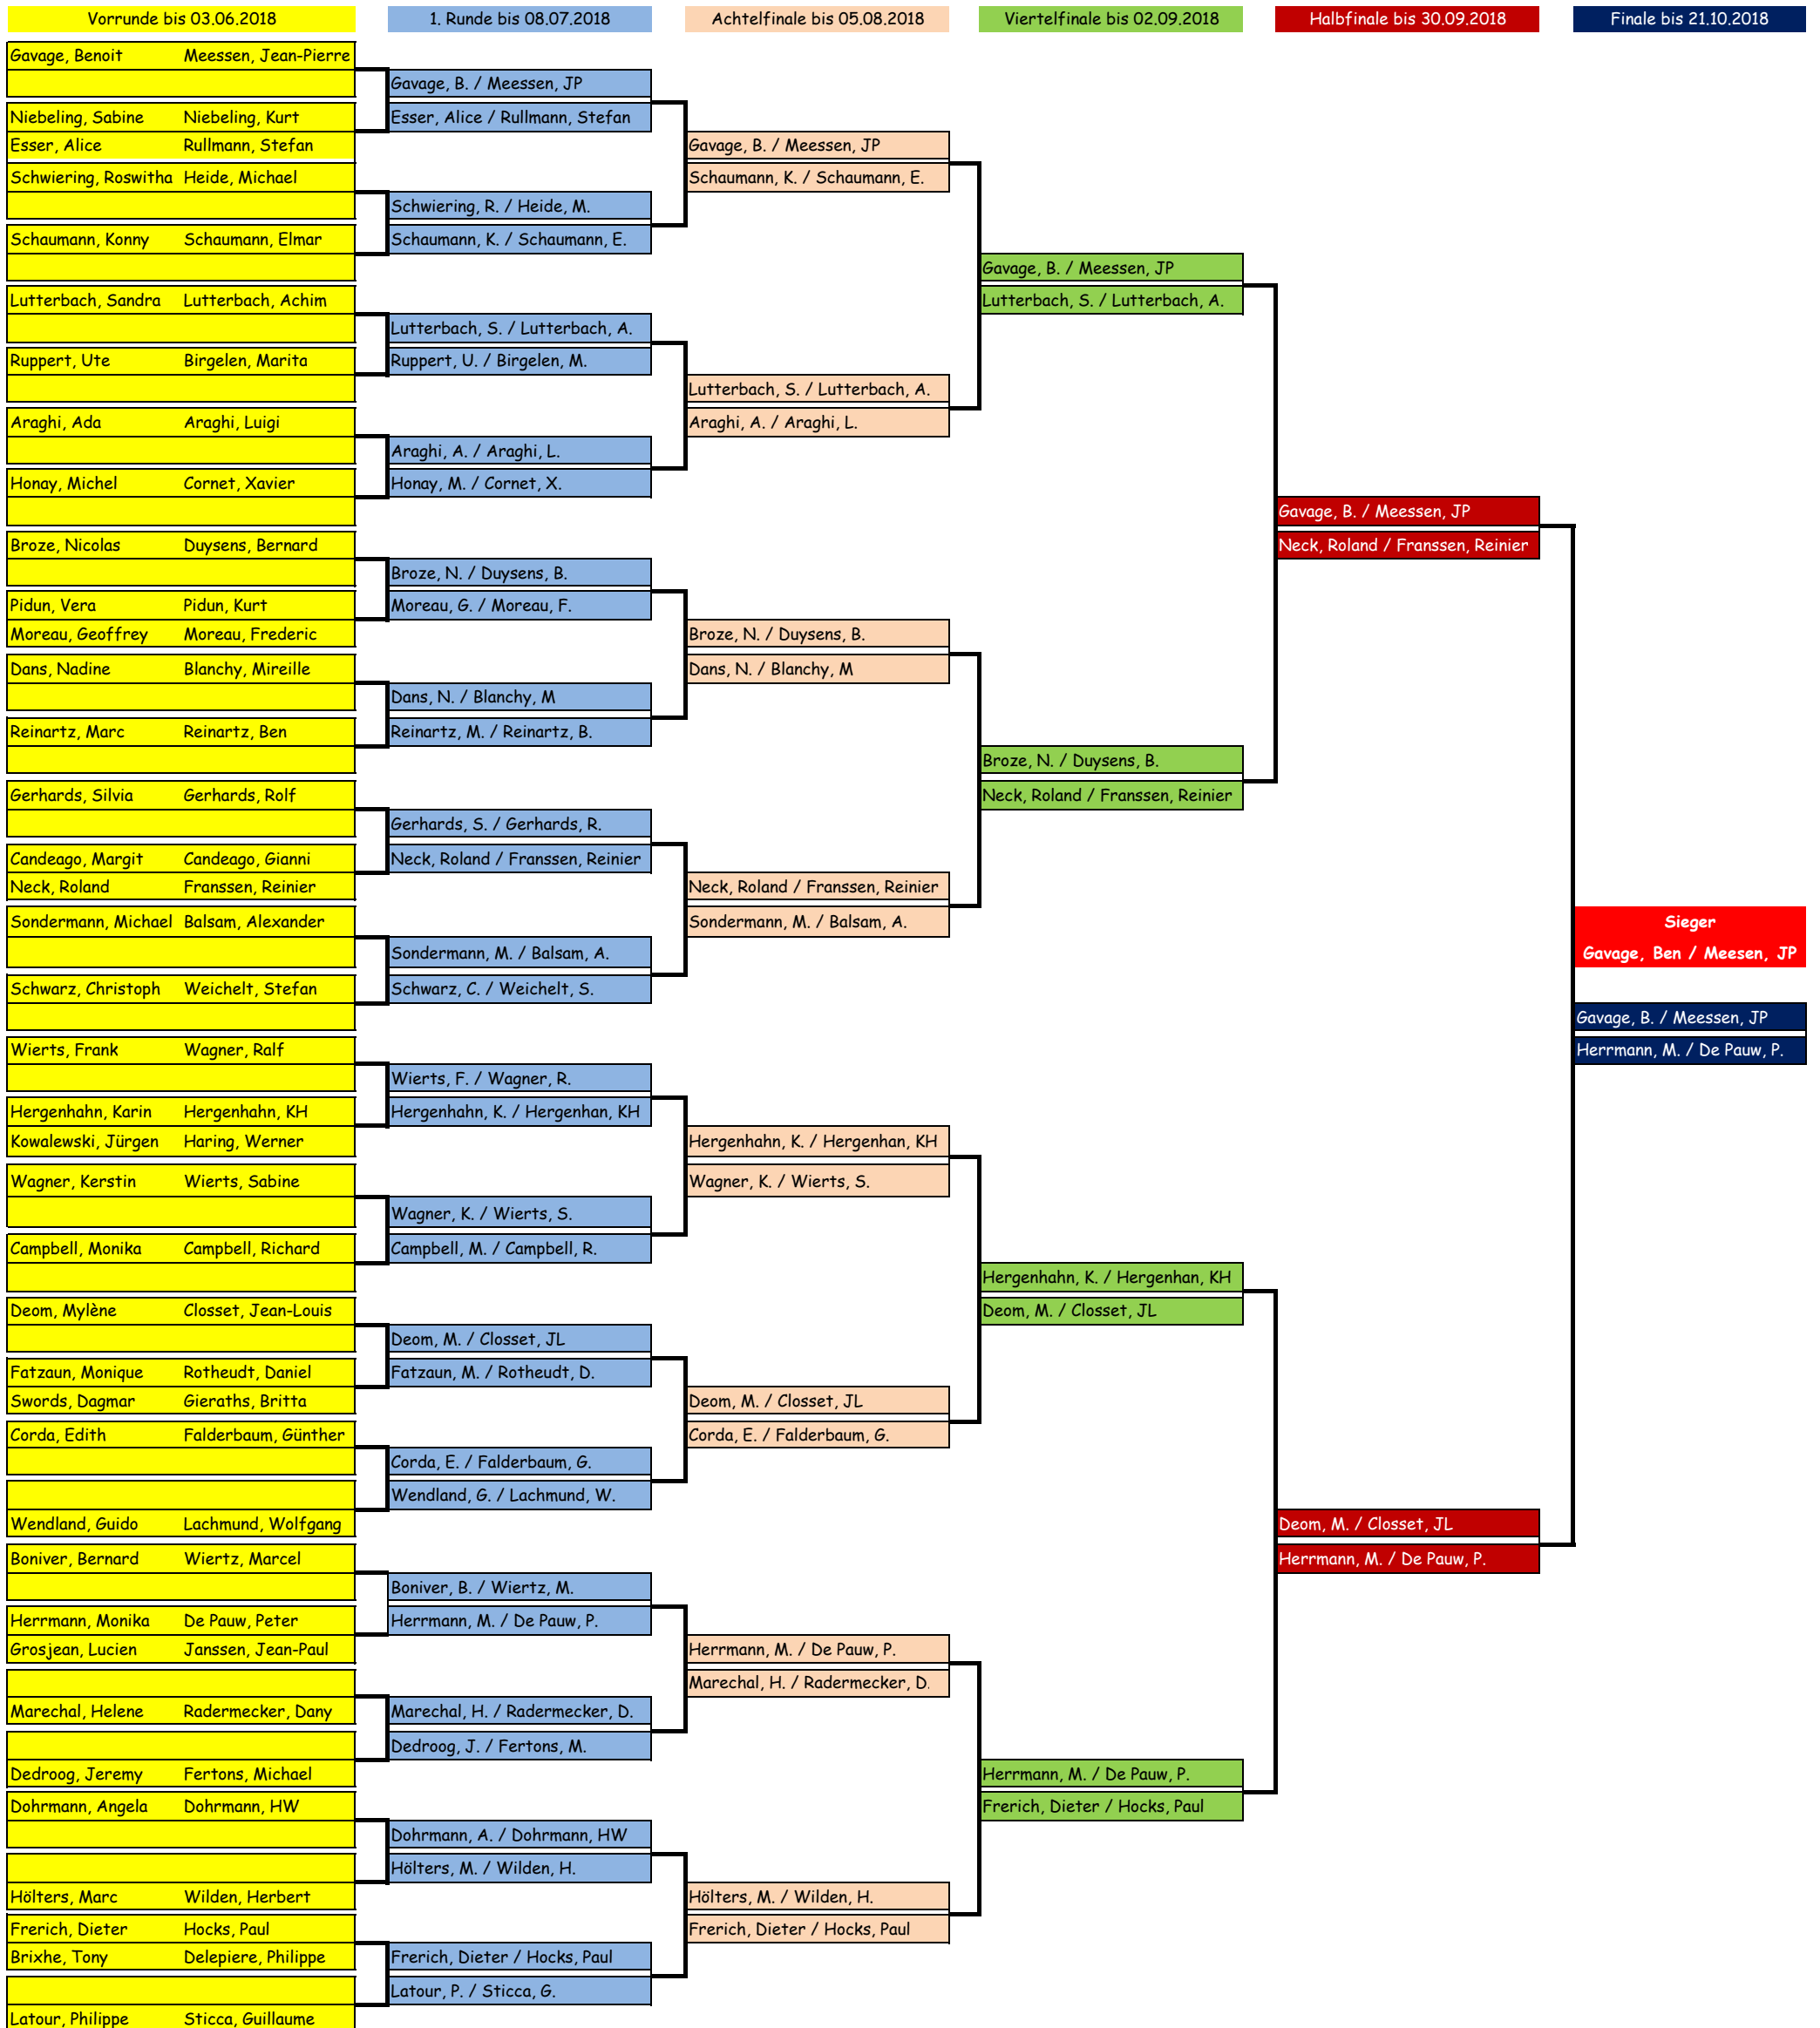 Vorrunde bis 03.06.2018
Gavage, Benoit Meessen, Jean-Pierre
Niebeling, Sabine Niebeling, Kurt
Esser, Alice Rullmann, Stefan
Schwiering, Roswitha Heide, Michael
Schaumann, Konny Schaumann, Elmar
Lutterbach, Sandra Lutterbach, Achim
Ruppert, Ute Birgelen, Marita
Araghi, Ada Araghi, Luigi
Honay, Michel Cornet, Xavier
Broze, Nicolas Duysens, Bernard
Pidun, Vera Pidun, Kurt
Moreau, Geoffrey Moreau, Frederic
Dans, Nadine Blanchy, Mireille
Reinartz, Marc Reinartz, Ben
Gerhards, Silvia Gerhards, Rolf
Candeago, Margit Candeago, Gianni
Neck, Roland Franssen, Reinier
Sondermann, Michael Balsam, Alexander
Schwarz, Christoph Weichelt, Stefan
Wierts, Frank Wagner, Ralf
Hergenhahn, Karin Hergenhahn, KH
Kowalewski, Jürgen Haring, Werner
Wagner, Kerstin Wierts, Sabine
Campbell, Monika Campbell, Richard
Deom, Mylène Closset, Jean-Louis
Fatzaun, Monique Rotheudt, Daniel
Swords, Dagmar Gieraths, Britta
Corda, Edith Falderbaum, Günther
Wendland, Guido Lachmund, Wolfgang
Boniver, Bernard Wiertz, Marcel
Herrmann, Monika De Pauw, Peter
Grosjean, Lucien Janssen, Jean-Paul
Marechal, Helene Radermecker, Dany
Dedroog, Jeremy Fertons, Michael
Dohrmann, Angela Dohrmann, HW
Hölters, Marc Wilden, Herbert
Frerich, Dieter Hocks, Paul
Brixhe, Tony Delepiere, Philippe
Latour, Philippe Sticca, Guillaume
1. Runde bis 08.07.2018
Gavage, B. / Meessen, JP
Esser, Alice / Rullmann, Stefan
Schwiering, R. / Heide, M.
Schaumann, K. / Schaumann, E.
Lutterbach, S. / Lutterbach, A.
Ruppert, U. / Birgelen, M.
Araghi, A. / Araghi, L.
Honay, M. / Cornet, X.
Broze, N. / Duysens, B.
Moreau, G. / Moreau, F.
Dans, N. / Blanchy, M
Reinartz, M. / Reinartz, B.
Gerhards, S. / Gerhards, R.
Neck, Roland / Franssen, Reinier
Sondermann, M. / Balsam, A.
Schwarz, C. / Weichelt, S.
Wierts, F. / Wagner, R.
Hergenhahn, K. / Hergenhan, KH
Wagner, K. / Wierts, S.
Campbell, M. / Campbell, R.
Deom, M. / Closset, JL
Fatzaun, M. / Rotheudt, D.
Corda, E. / Falderbaum, G.
Wendland, G. / Lachmund, W.
Boniver, B. / Wiertz, M.
Herrmann, M. / De Pauw, P.
Marechal, H. / Radermecker, D.
Dedroog, J. / Fertons, M.
Dohrmann, A. / Dohrmann, HW
Hölters, M. / Wilden, H.
Frerich, Dieter / Hocks, Paul
Latour, P. / Sticca, G.
Achtelfinale bis 05.08.2018
Gavage, B. / Meessen, JP
Schaumann, K. / Schaumann, E.
Lutterbach, S. / Lutterbach, A.
Araghi, A. / Araghi, L.
Broze, N. / Duysens, B.
Dans, N. / Blanchy, M
Neck, Roland / Franssen, Reinier
Sondermann, M. / Balsam, A.
Hergenhahn, K. / Hergenhan, KH
Wagner, K. / Wierts, S.
Deom, M. / Closset, JL
Corda, E. / Falderbaum, G.
Herrmann, M. / De Pauw, P.
Marechal, H. / Radermecker, D.
Hölters, M. / Wilden, H.
Frerich, Dieter / Hocks, Paul
Viertelfinale bis 02.09.2018
Gavage, B. / Meessen, JP
Lutterbach, S. / Lutterbach, A.
Broze, N. / Duysens, B.
Neck, Roland / Franssen, Reinier
Hergenhahn, K. / Hergenhan, KH
Deom, M. / Closset, JL
Herrmann, M. / De Pauw, P.
Frerich, Dieter / Hocks, Paul
Halbfinale bis 30.09.2018
Gavage, B. / Meessen, JP
Neck, Roland / Franssen, Reinier
Deom, M. / Closset, JL
Herrmann, M. / De Pauw, P.
Finale bis 21.10.2018
Sieger
Gavage, Ben / Meesen, JP
Gavage, B. / Meessen, JP
Herrmann, M. / De Pauw, P.